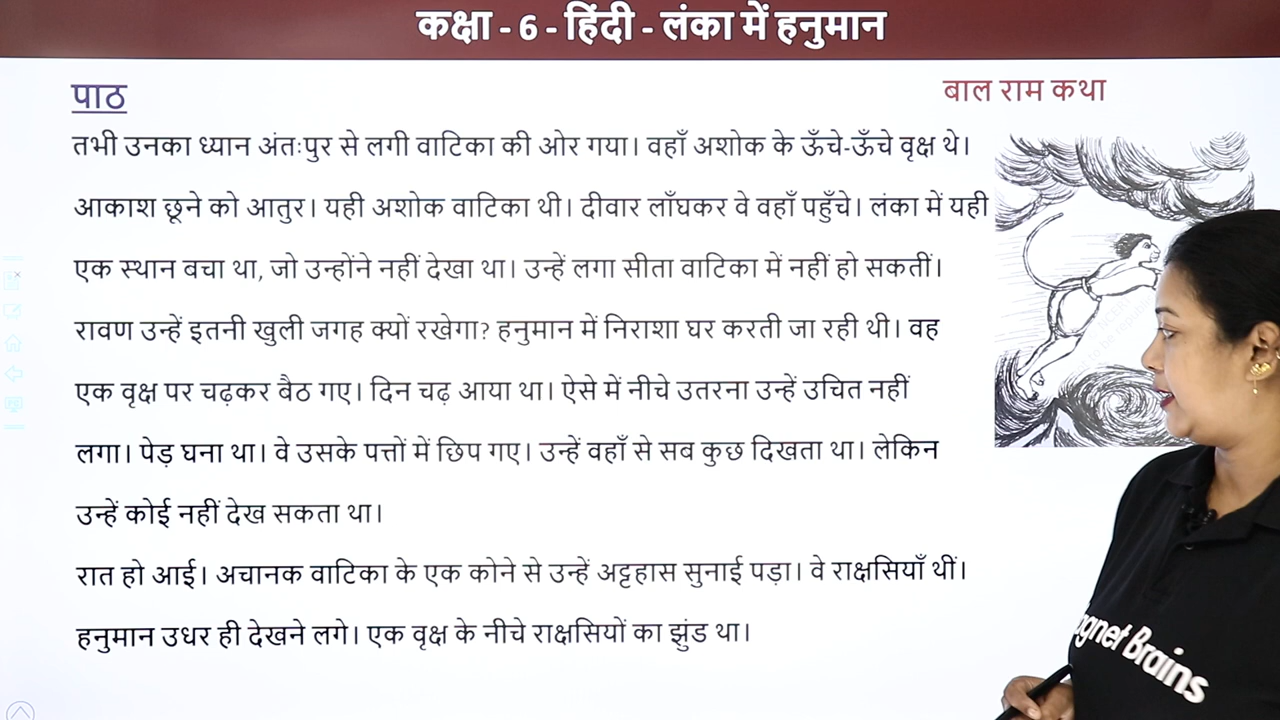 कक्षा - 6 - हिंदी - लंका में हनुमान
पाठ
बाल राम कथा
तभी उनका ध्यान अंतःपुर से लगी वाटिका की ओर गया। वहाँ अशोक के ऊँचे-ऊँचे वृक्ष थे।
आकाश छूने को आतुर। यही अशोक वाटिका थी। दीवार लाँघकर वे वहाँ पहुँचे। लंका में यही
एक स्थान बचा था, जो उन्होंने नहीं देखा था। उन्हें लगा सीता वाटिका में नहीं हो सकतीं।
रावण उन्हें इतनी खुली जगह क्यों रखेगा? हनुमान में निराशा घर करती जा रही थी। वह
एक वृक्ष पर चढ़कर बैठ गए। दिन चढ़ आया था। ऐसे में नीचे उतरना उन्हें उचित नहीं
लगा। पेड़ घना था। वे उसके पत्तों में छिप गए। उन्हें वहाँ से सब कुछ दिखता था। लेकिन
उन्हें कोई नहीं देख सकता था।
रात हो आई। अचानक वाटिका के एक कोने से उन्हें अट्टहास सुनाई पड़ा। वे राक्षसियाँ थीं।
हनुमान उधर ही देखने लगे। एक वृक्ष के नीचे राक्षसियों का झुंड था।
gnet Brains